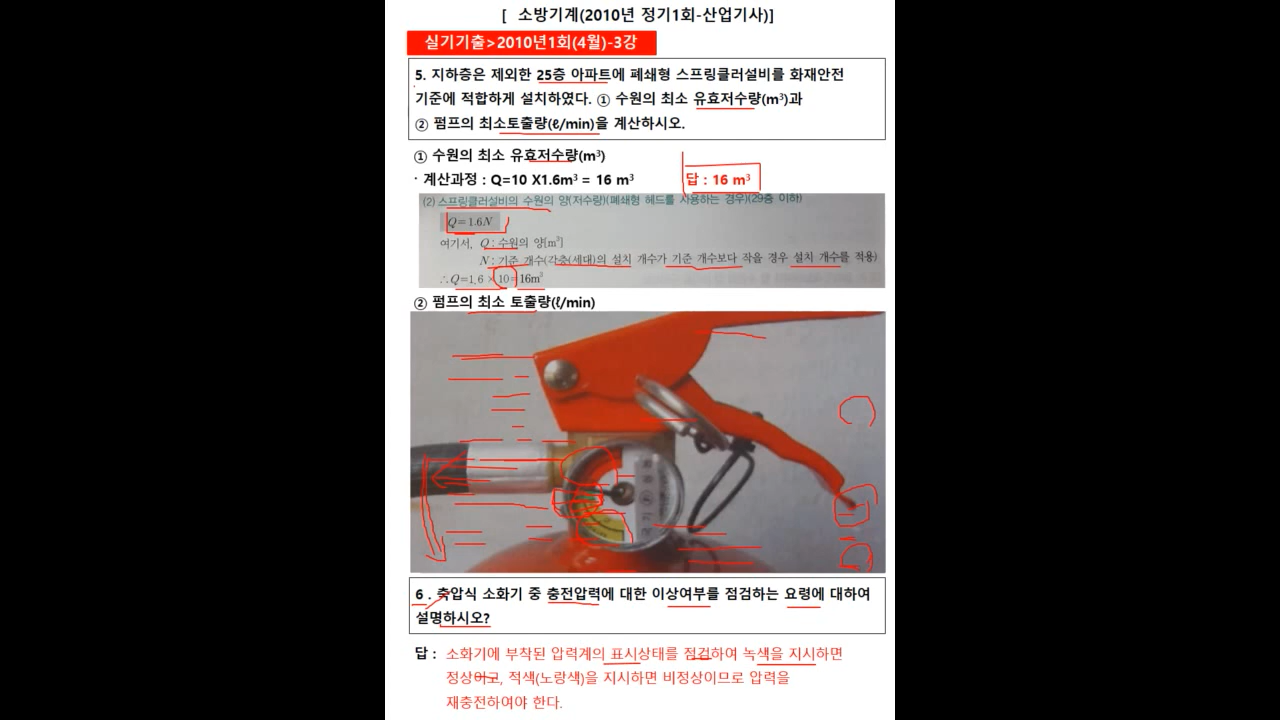 [ 소방기계(2010년 정기1회-산업기사)]
실기기출>2010년1회(4월)-3강
5. 지하층은 제외한 25층 아파트에 폐쇄형 스프링클러설비를 화재안전
기준에 적합하게 설치하였다. ① 수원의 최소 유효저수량(m³)과
② 펌프의 최소토출량(ℓ/min)을 계산하시오.
① 수원의 최소 유효저수량(m³)
· 계산과정 : Q=10 X1.6m³ = 16 m³ 답 : 16 m³
(2) 스프링클러설비의 수원의 양(저수량)(폐쇄형 헤드를 사용하는 경우)(29층 이하)
Q=1.6N
여기서, Q : 수원의 양[m³]
N : 기준 개수(각층(세대)의 설치 개수가 기준 개수보다 작을 경우 설치 개수를 적용)
∴Q=1.6 × 10=16m³
② 펌프의 최소 토출량(ℓ/min)
6 . 축압식 소화기 중 충전압력에 대한 이상여부를 점검하는 요령에 대하여
설명하시오?
답 : 소화기에 부착된 압력계의 표시상태를 점검하여 녹색을 지시하면
정상이고, 적색(노랑색)을 지시하면 비정상이므로 압력을
재충전하여야 한다.